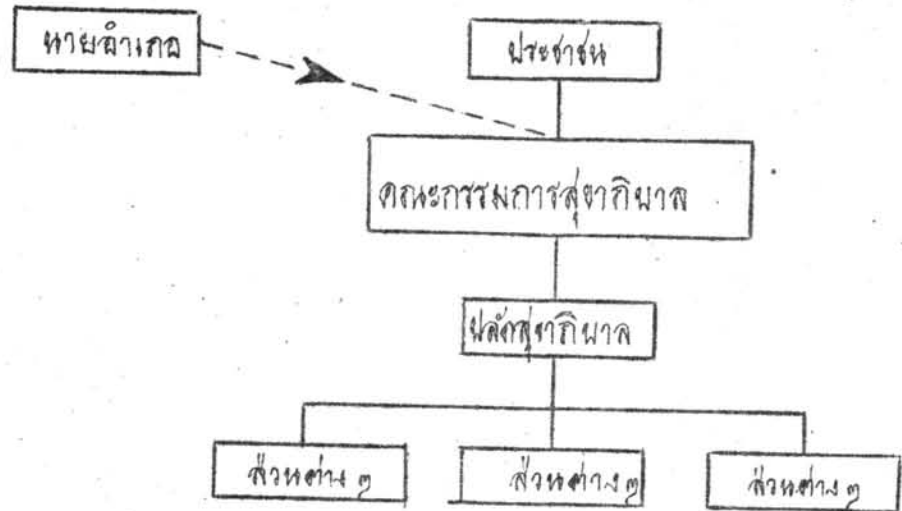 นายอำเภอ
ประชาชน
คณะกรรมการสุขาภิบาล
ปลัดสุขาภิบาล
ส่วนต่าง ๆ
ส่วนต่าง ๆ
ส่วนต่าง ๆ